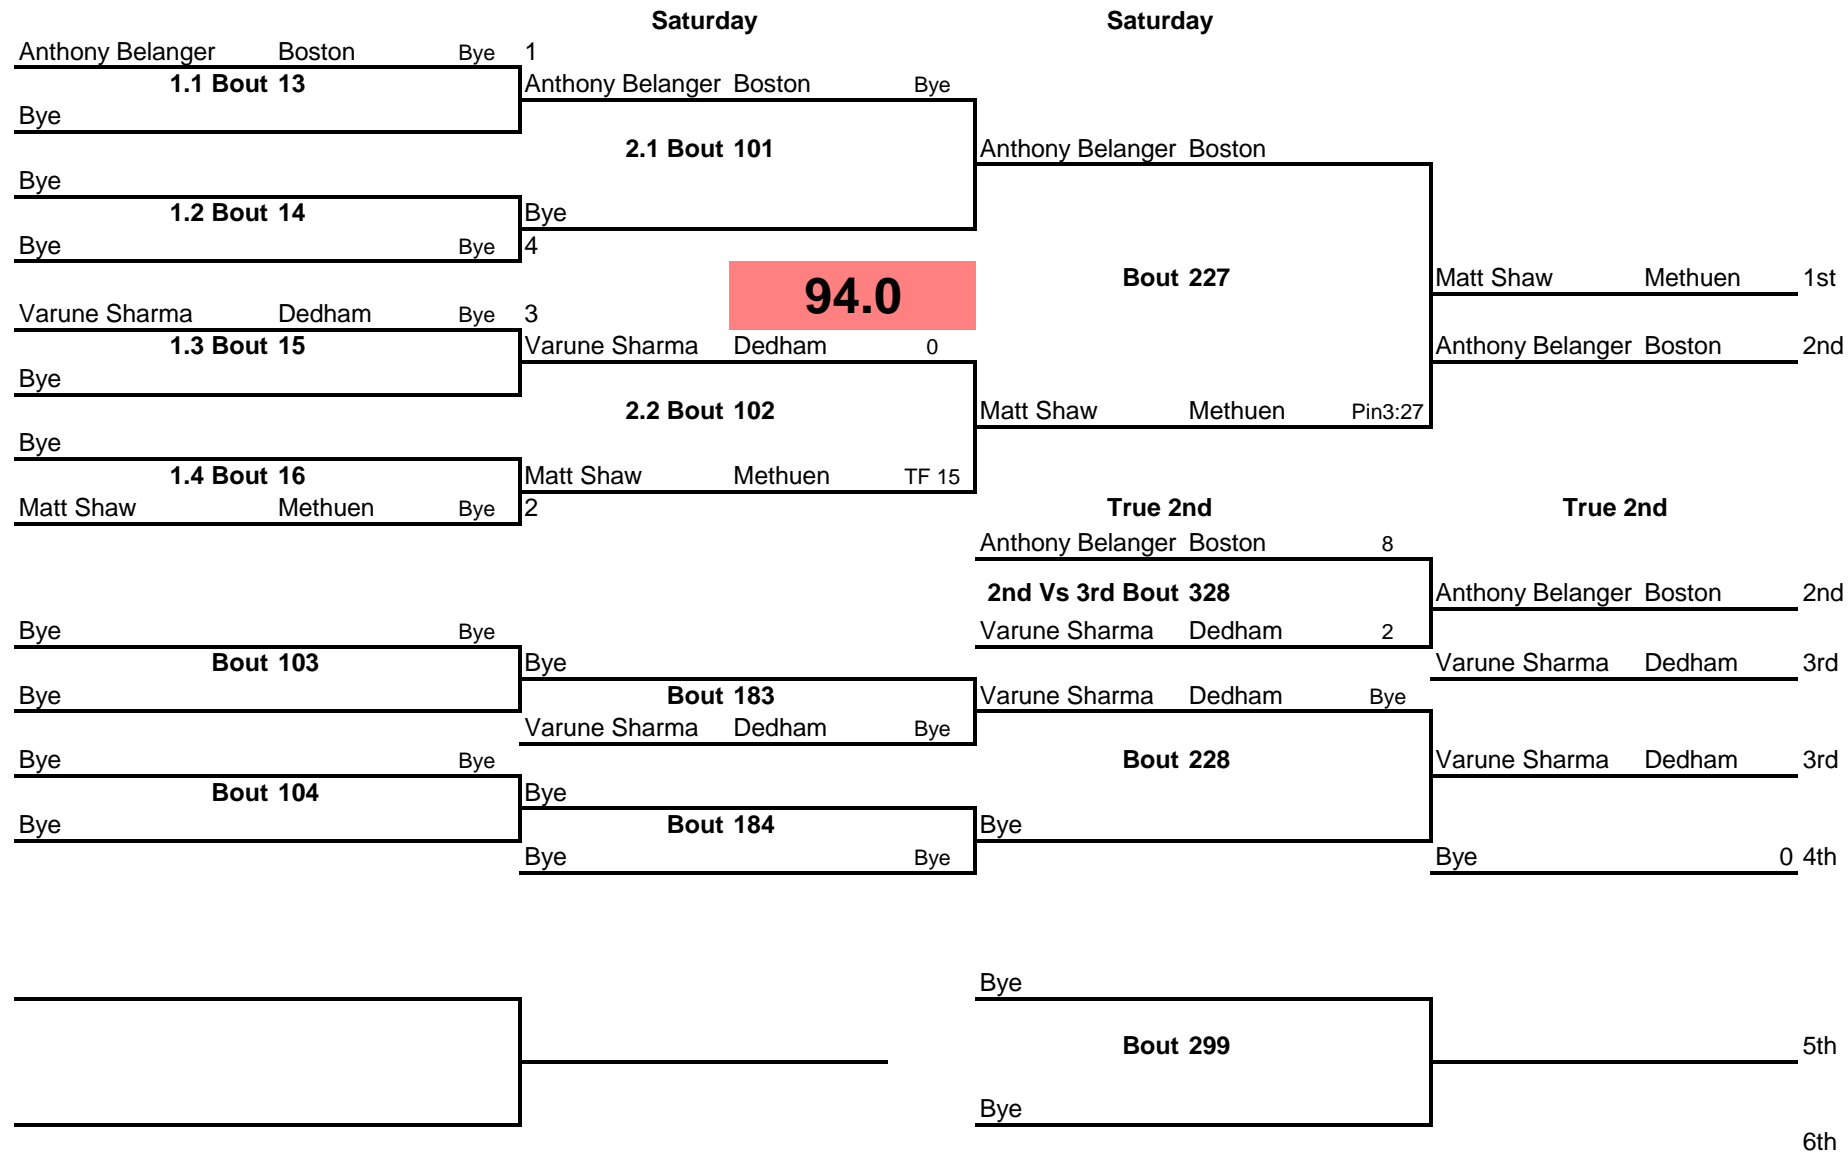 Saturday Saturday
Anthony Belanger Boston Bye 1
1.1 Bout 13 Anthony Belanger Boston Bye
Bye
2.1 Bout 101 Anthony Belanger Boston
Bye
1.2 Bout 14 Bye
Bye Bye 4
94.0 Bout 227 Matt Shaw Methuen 1st
Varune Sharma Dedham Bye 3
1.3 Bout 15 Varune Sharma Dedham 0 Anthony Belanger Boston 2nd
Bye
2.2 Bout 102 Matt Shaw Methuen Pin3:27
Bye
1.4 Bout 16 Matt Shaw Methuen TF 15
Matt Shaw Methuen Bye 2 True 2nd True 2nd
Anthony Belanger Boston 8
2nd Vs 3rd Bout 328 Anthony Belanger Boston 2nd
Bye Bye Varune Sharma Dedham 2
Bout 103 Bye Varune Sharma Dedham 3rd
Bye Bout 183 Varune Sharma Dedham Bye
Varune Sharma Dedham Bye
Bye Bye Bout 228 Varune Sharma Dedham 3rd
Bout 104 Bye
Bye Bout 184 Bye
Bye Bye Bye 0 4th
Bye
Bout 299 5th
Bye
6th